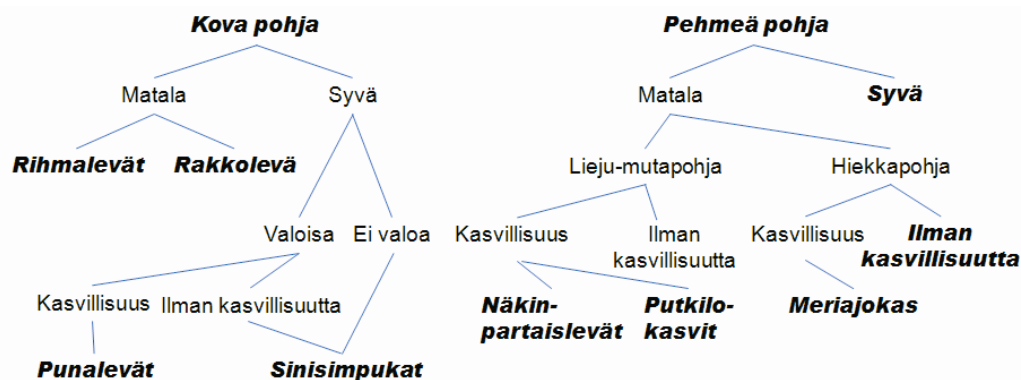 Kova pohja
Pehmeä pohja
Matala
Syvä
Matala
Syvä
Rihmalevät
Rakkolevä
Lieju-mutapohja
Hiekkapohja
Valoisa
Ei valoa
Kasvillisuus
Ilman
kasvillisuutta
Kasvillisuus
Ilman
kasvillisuutta
Kasvillisuus
Ilman kasvillisuutta
Näkin-
partaislevät
Putkilo-
kasvit
Meriajokas
Punalevät
Sinisimpukat